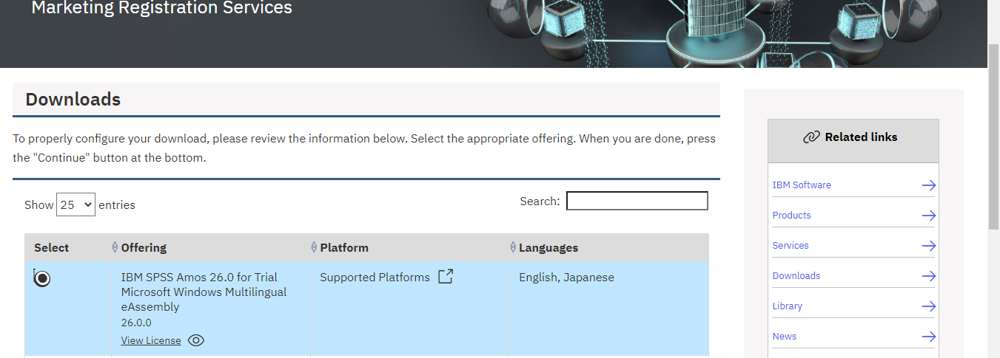 Marketing Registration Services
Downloads
To properly configure your download, please review the information below. Select the appropriate offering. When you are done, press
the "Continue" button at the bottom.
Show 25 entries
Search:
Select Offering Platform Languages
IBM SPSS Amos 26.0 for Trial
Microsoft Windows Multilingual
eAssembly
26.0.0
View License
Supported Platforms
English, Japanese
Related links
IBM Software
Products
Services
Downloads
Library
News